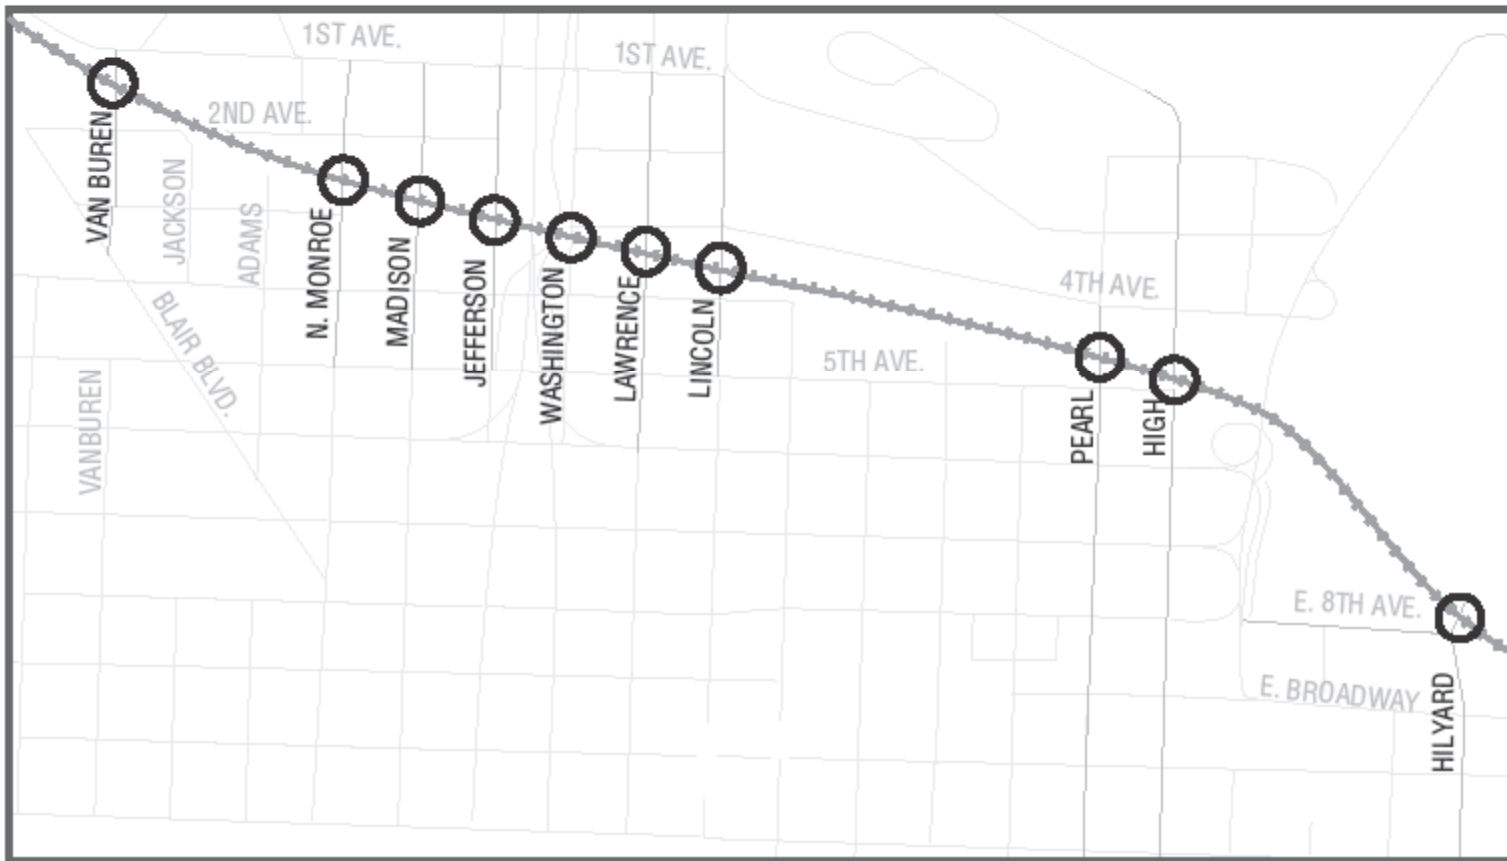 1ST AVE.
1ST AVE.
2ND AVE.
VAN BUREN
JACKSON
ADAMS
N. MONROE
MADISON
JEFFERSON
WASHINGTON
LAWRENCE
LINCOLN
4TH AVE.
BLAIR BLVD.
5TH AVE.
VANBUREN
PEARL
HIGH
E. 8TH AVE.
E. BROADWAY
HILYARD